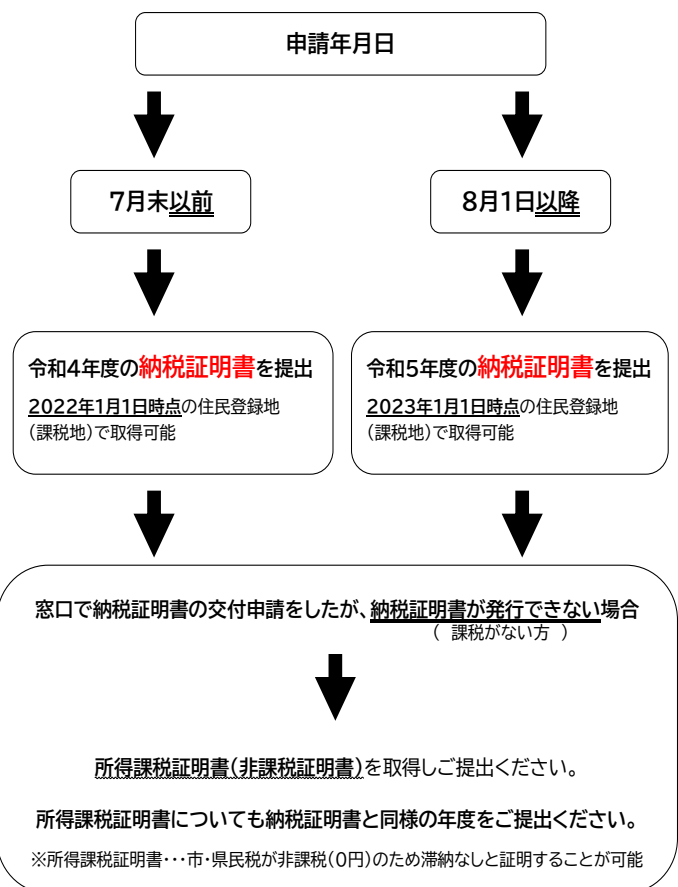 申請年月日
7月末以前
8月1日以降
令和4年度の納税証明書を提出
2022年1月1日時点の住民登録地
(課税地)で取得可能
令和5年度の納税証明書を提出
2023年1月1日時点の住民登録地
(課税地)で取得可能
窓口で納税証明書の交付申請をしたが、納税証明書が発行できない場合
( 課税がない方 )
所得課税証明書(非課税証明書)を取得しご提出ください。
所得課税証明書についても納税証明書と同様の年度をご提出ください。
※所得課税証明書・・・市・県民税が非課税(0円)のため滞納なしと証明することが可能